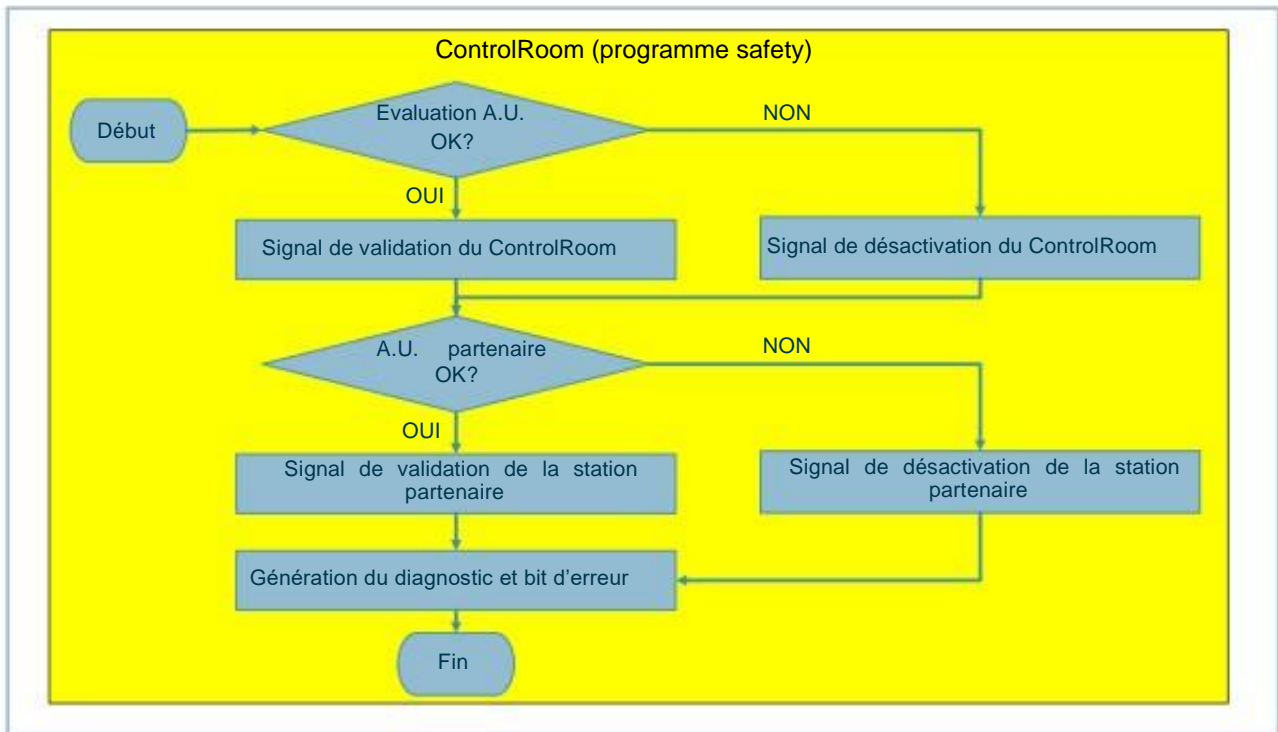 ControlRoom (programme safety)
Début
Evaluation A.U.
OK?
NON
OUI
Signal de validation du ControlRoom
Signal de désactivation du ControlRoom
A.U. partenaire
OK?
NON
OUI
Signal de validation de la station
partenaire
Signal de désactivation de la station
partenaire
Génération du diagnostic et bit d'erreur
Fin